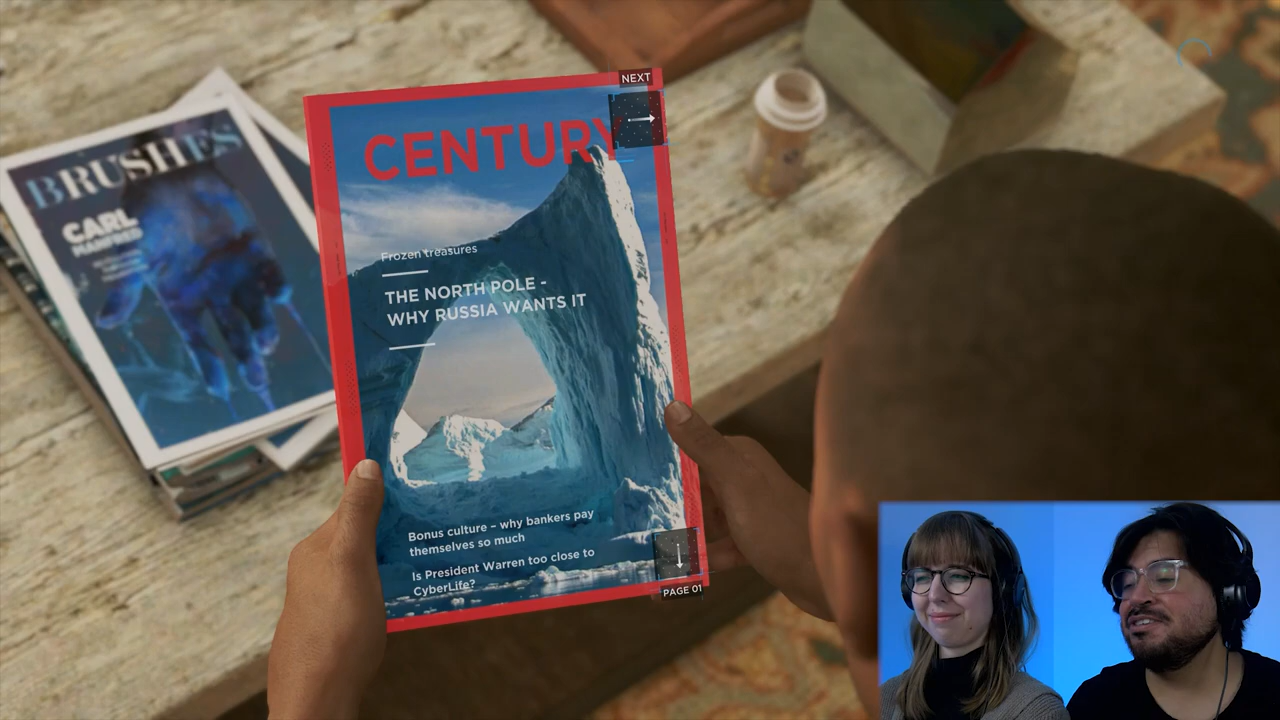 NEXT
CENTURY
Frozen treasures
THE NORTH POLE -
WHY RUSSIA WANTS IT
Bonus culture – why bankers pay
themselves so much
Is President Warren too close to
CyberLife?
PAGE 01
BRUSHES
CARL
MANFRED